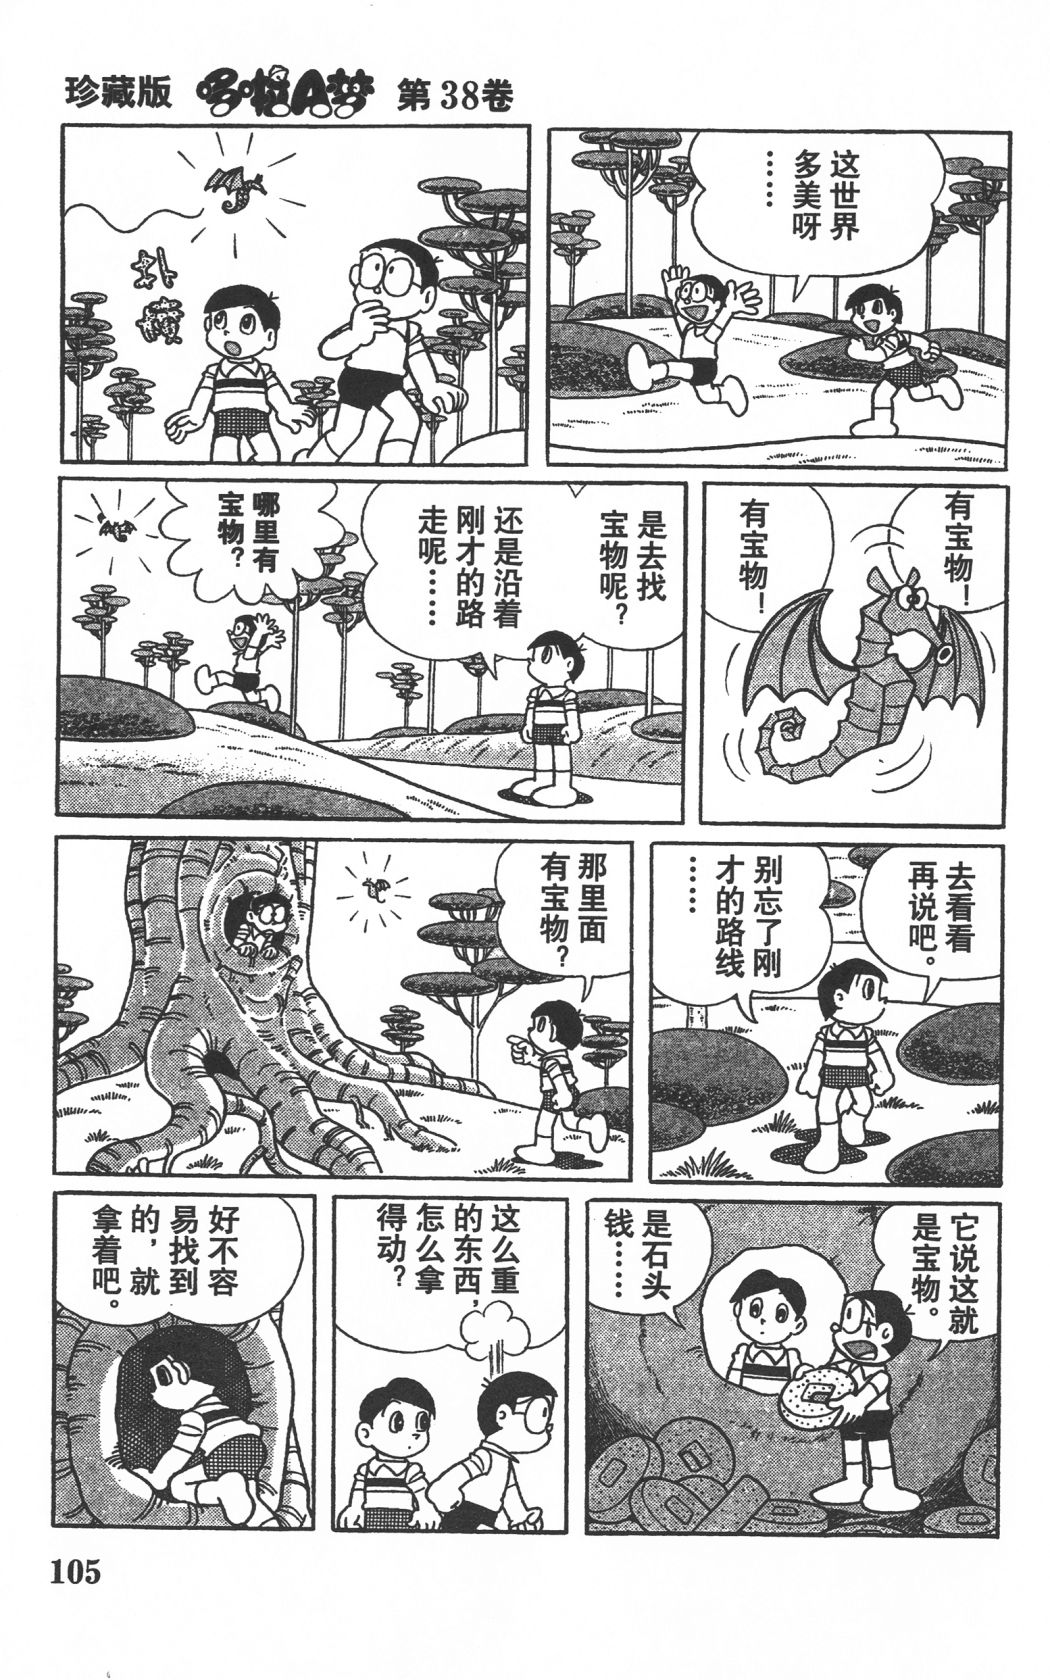 珍藏版 哆啦A梦 第38卷
这世界
多美呀
……
有宝物！
有宝物！
是去找
宝物呢？
还是沿着
刚才的路
走呢……
哪里有
宝物？
去看看
再说吧。
别忘了刚
才的路线
……
那里面
有宝物？
它说这就
是宝物。
是石头
钱……
这么重
的东西，
怎么拿
得动？
好不容
易找到
的，就
拿着吧。
105